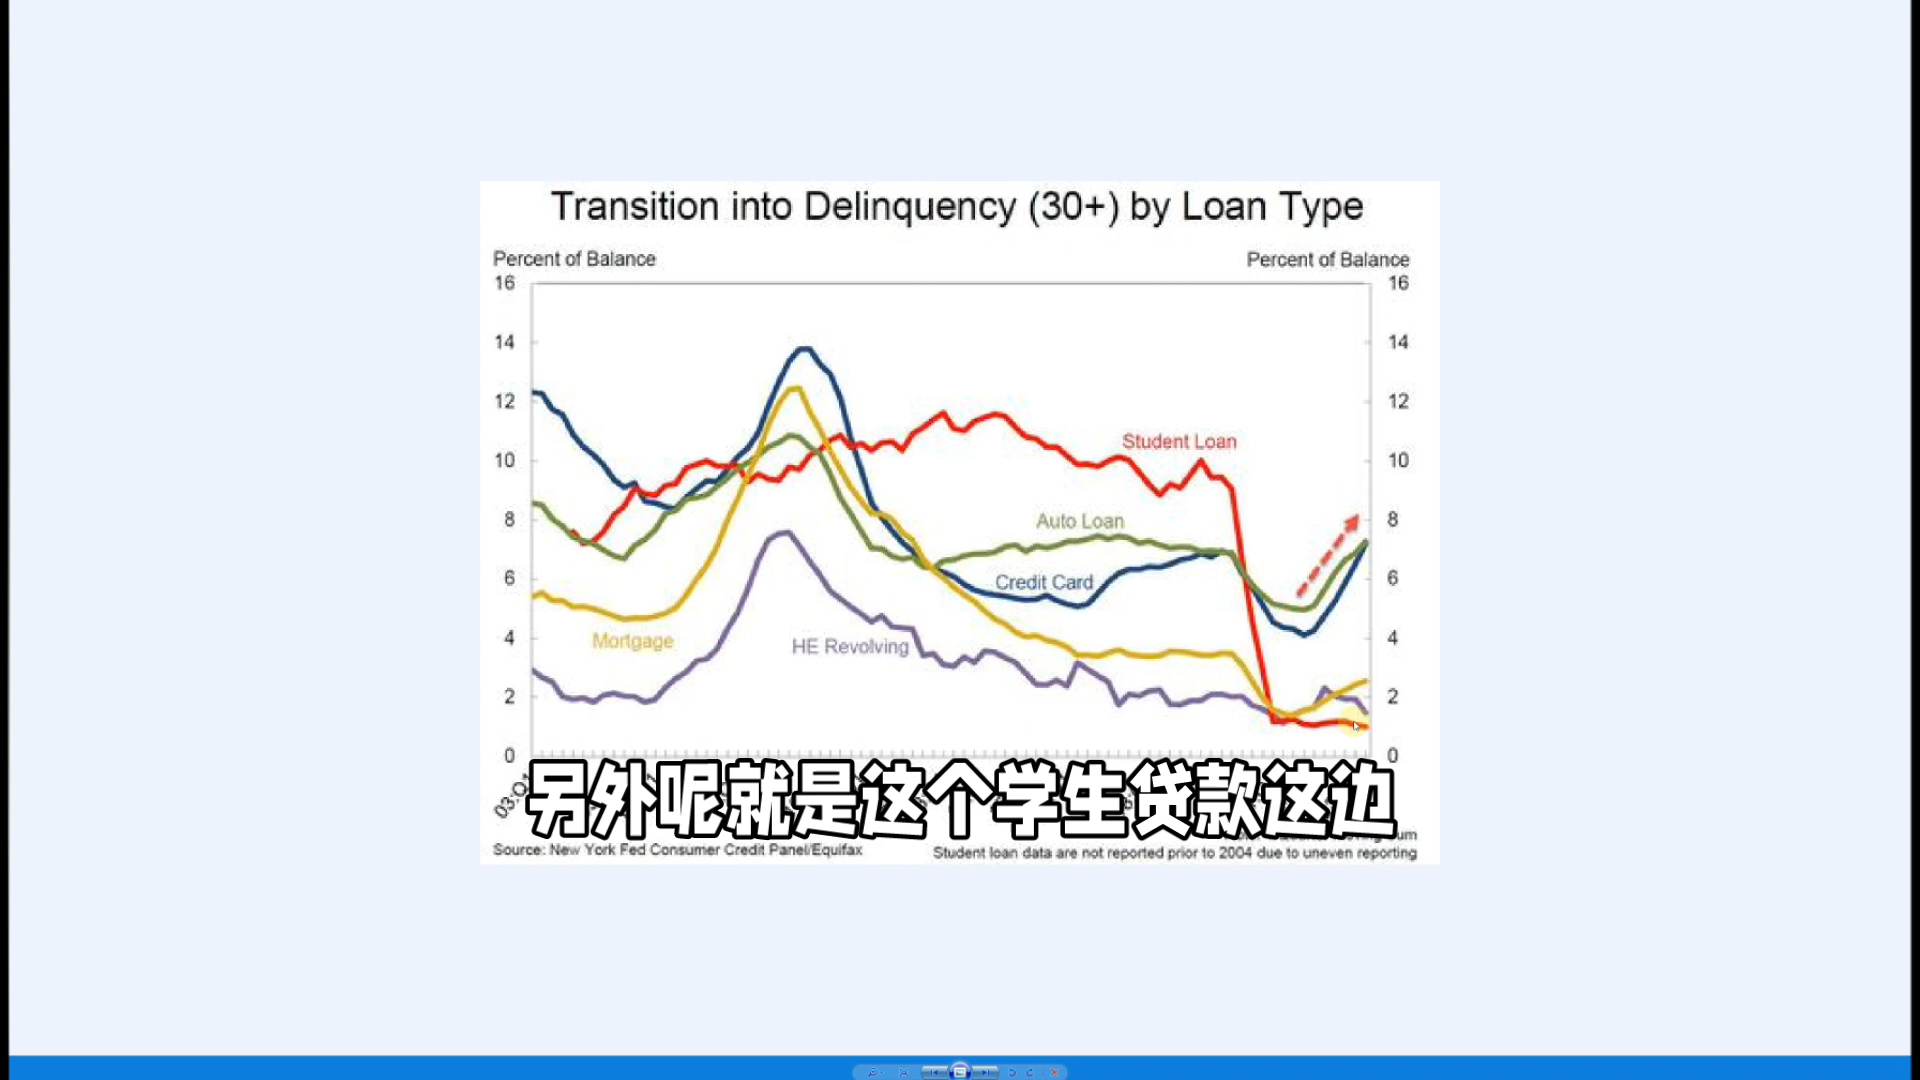 Transition into Delinquency (30+) by Loan Type
Percent of Balance
Percent of Balance
16
16
14
14
12
12
Student Loan
10
10
Auto Loan
8
8
Credit Card
6
6
Mortgage
HE Revolving
4
4
2
2
0
0
另外呢就是这个学生贷款这边
Source: New York Fed Consumer Credit Panel/Equifax
Student loan data are not reported prior to 2004 due to uneven reporting